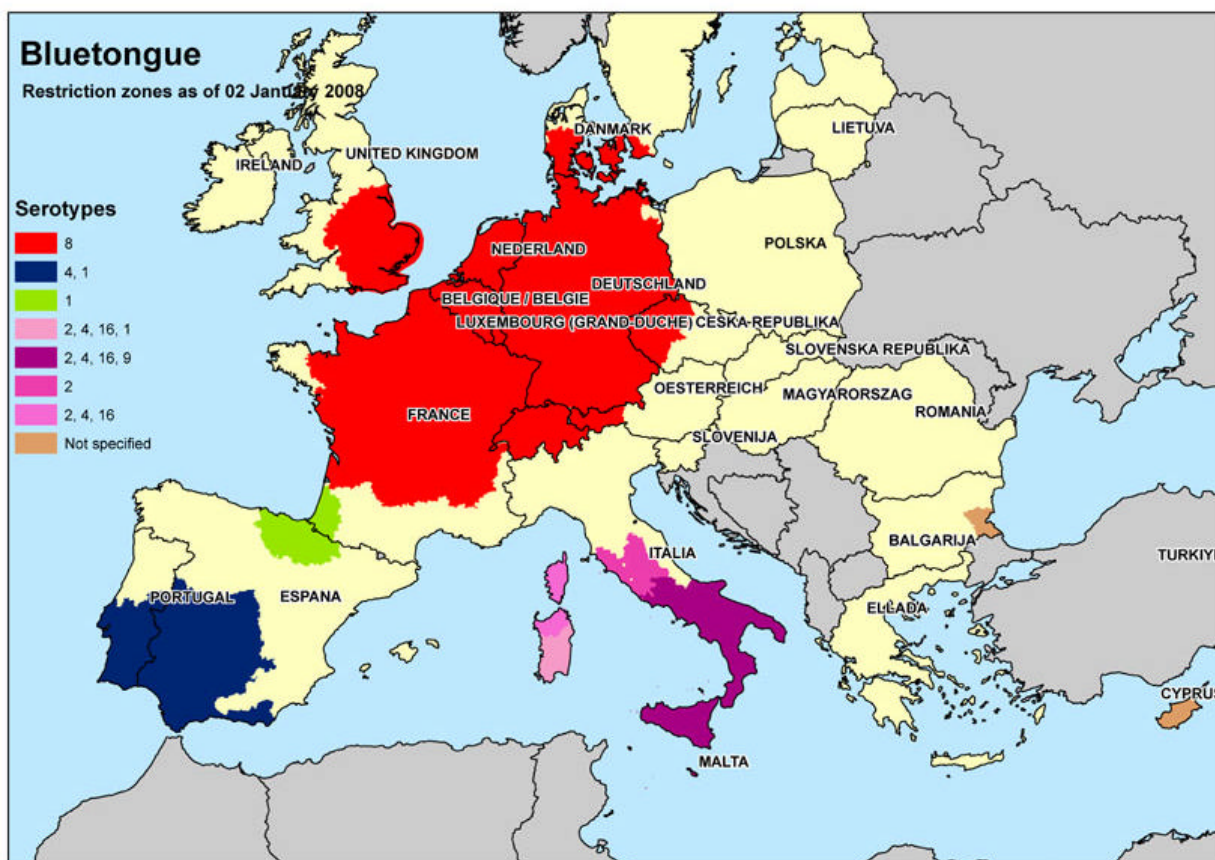 Bluetongue
Restriction zones as of 02 January 2008
Serotypes
8
4, 1
1
2, 4, 16, 1
2, 4, 16, 9
2
2, 4, 16
Not specified
DANMARK
LIETUVA
UNITED KINGDOM
IRELAND
POLSKA
NEDERLAND
DEUTSCHLAND
BELGIQUE / BELGIE
LUXEMBOURG (GRAND-DUCHE)
CESKA REPUBLIKA
SLOVENSKA REPUBLIKA
OESTERREICH
MAGYARORSZAG
FRANCE
ROMANIA
SLOVENIJA
BALGARIJA
ITALIA
TURKIYE
PORTUGAL
ESPANA
ELLADA
CYPRUS
MALTA